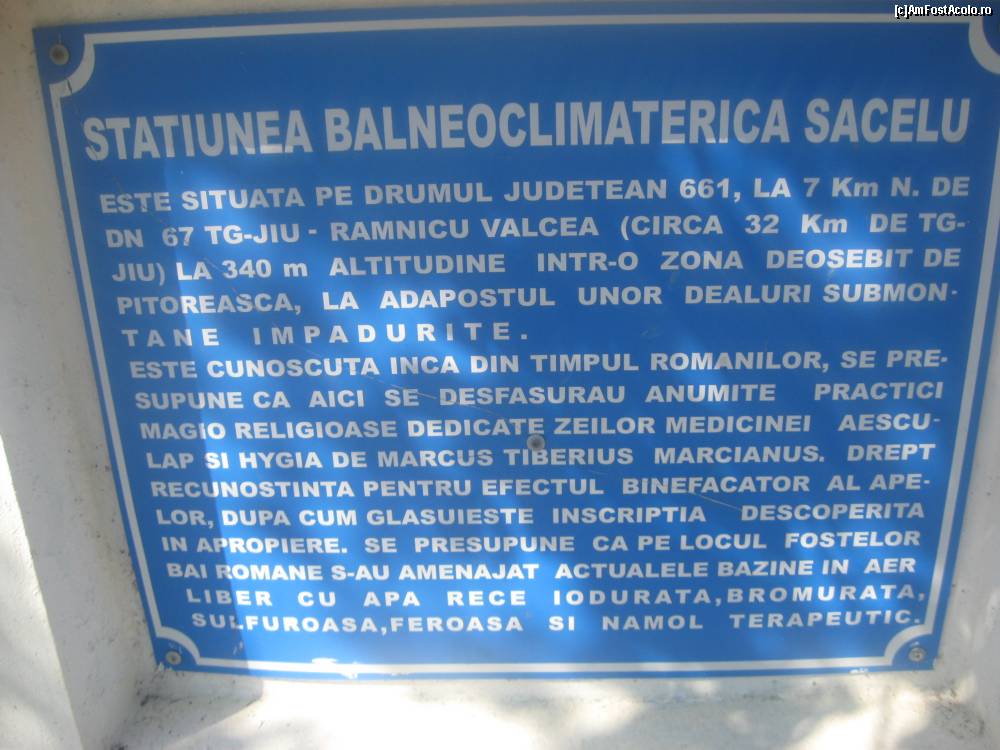 [c]AmFostAcolo.ro
STATIUNEA BALNEOCLIMATERICA SACELU
ESTE SITUATA PE DRUMUL JUDETEAN 661, LA 7 Km N. DE
DN 67 TG-JIU - RAMNICU VALCEA (CIRCA 32 Km DE TG-
JIU) LA 340 m ALTITUDINE INTR-O ZONA DEOSEBIT DE
PITOREASCA, LA ADAPOSTUL UNOR DEALURI SUBMON-
TANE IMPADURITE.
ESTE CUNOSCUTA INCA DIN TIMPUL ROMANILOR, SE PRE-
SUPUNE CA AICI SE DESFASURAU ANUMITE PRACTICI
MAGIO RELIGIOASE DEDICATE ZEILOR MEDICINEI AESCU-
LAP SI HYGIA DE MARCUS TIBERIUS MARCIANUS. DREPT
RECUNOSTINTA PENTRU EFECTUL BINEFACATOR AL APE-
LOR, DUPA CUM GLASUIESTE INSCRIPTIA DESCOPERITA
IN APROPIERE. SE PRESUPUNE CA PE LOCUL FOSTELOR
BAI ROMANE S-AU AMENAJAT ACTUALELE BAZINE IN AER
LIBER CU APA RECE IODURATA,BROMURATA,
SULFUROASA,FEROASA SI NAMOL TERAPEUTIC.